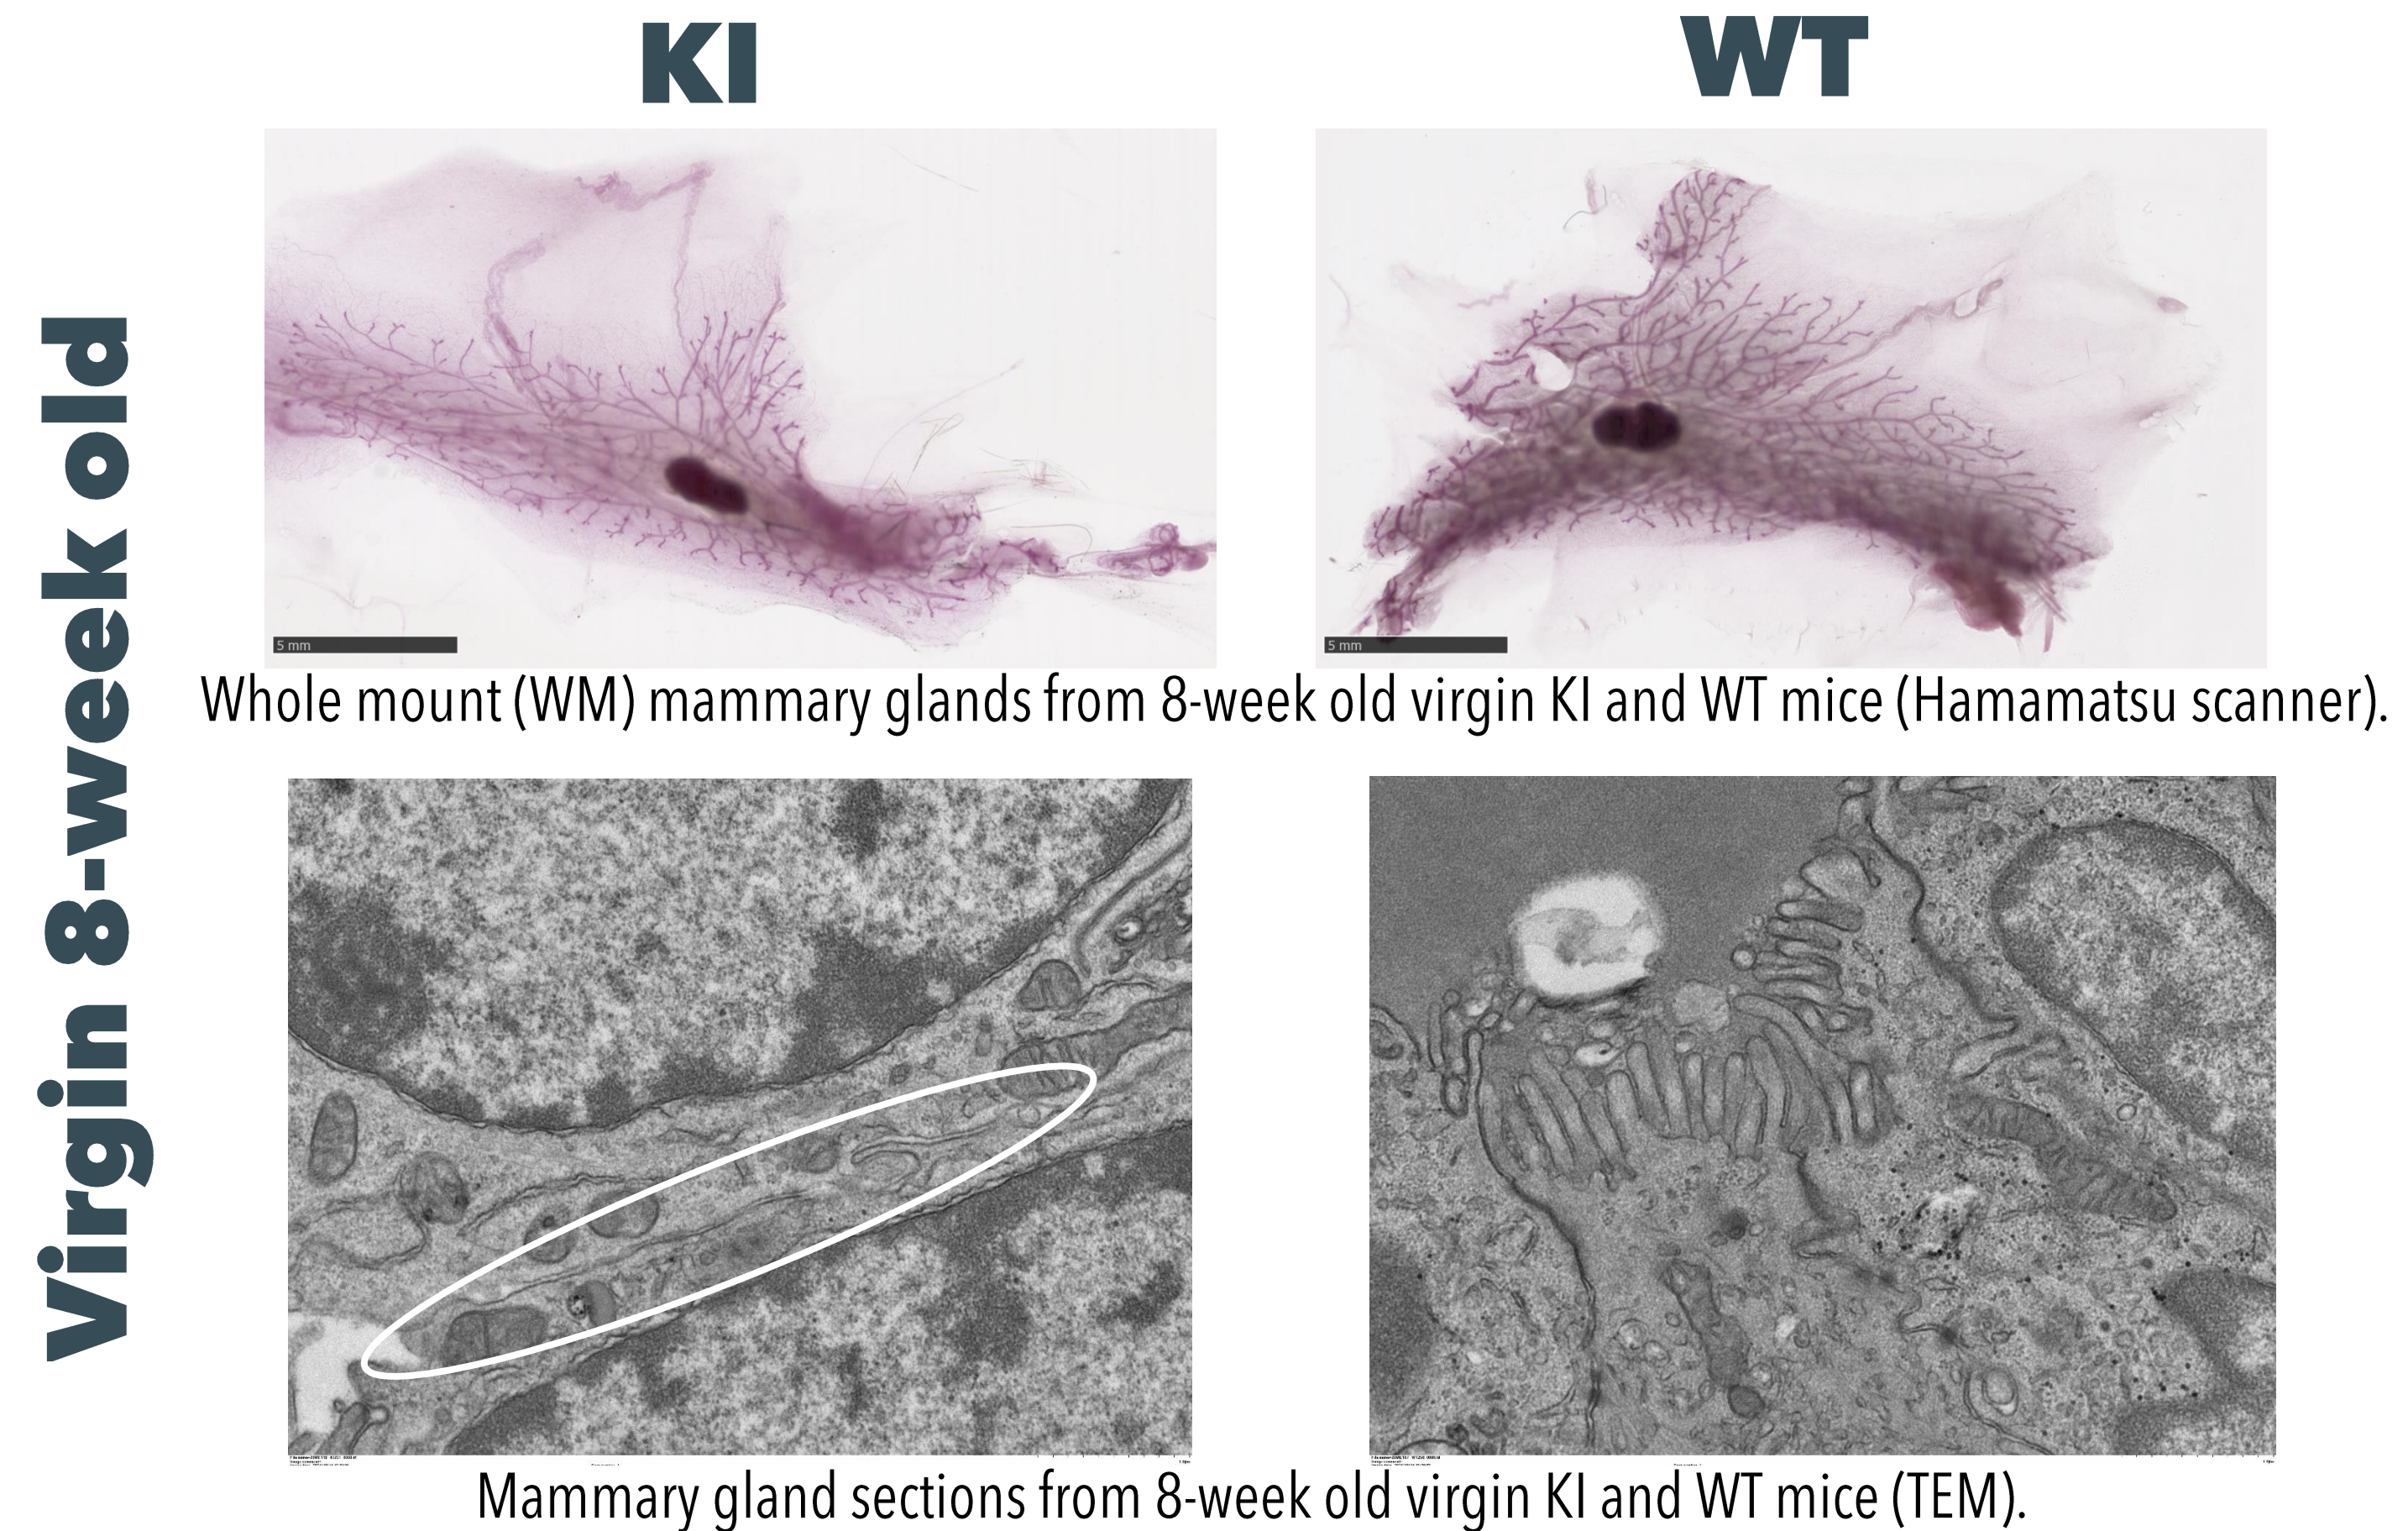 KI
WT
Virgin 8-week old
5 mm
5 mm
Whole mount (WM) mammary glands from 8-week old virgin KI and WT mice (Hamamatsu scanner).
Mammary gland sections from 8-week old virgin KI and WT mice (TEM).